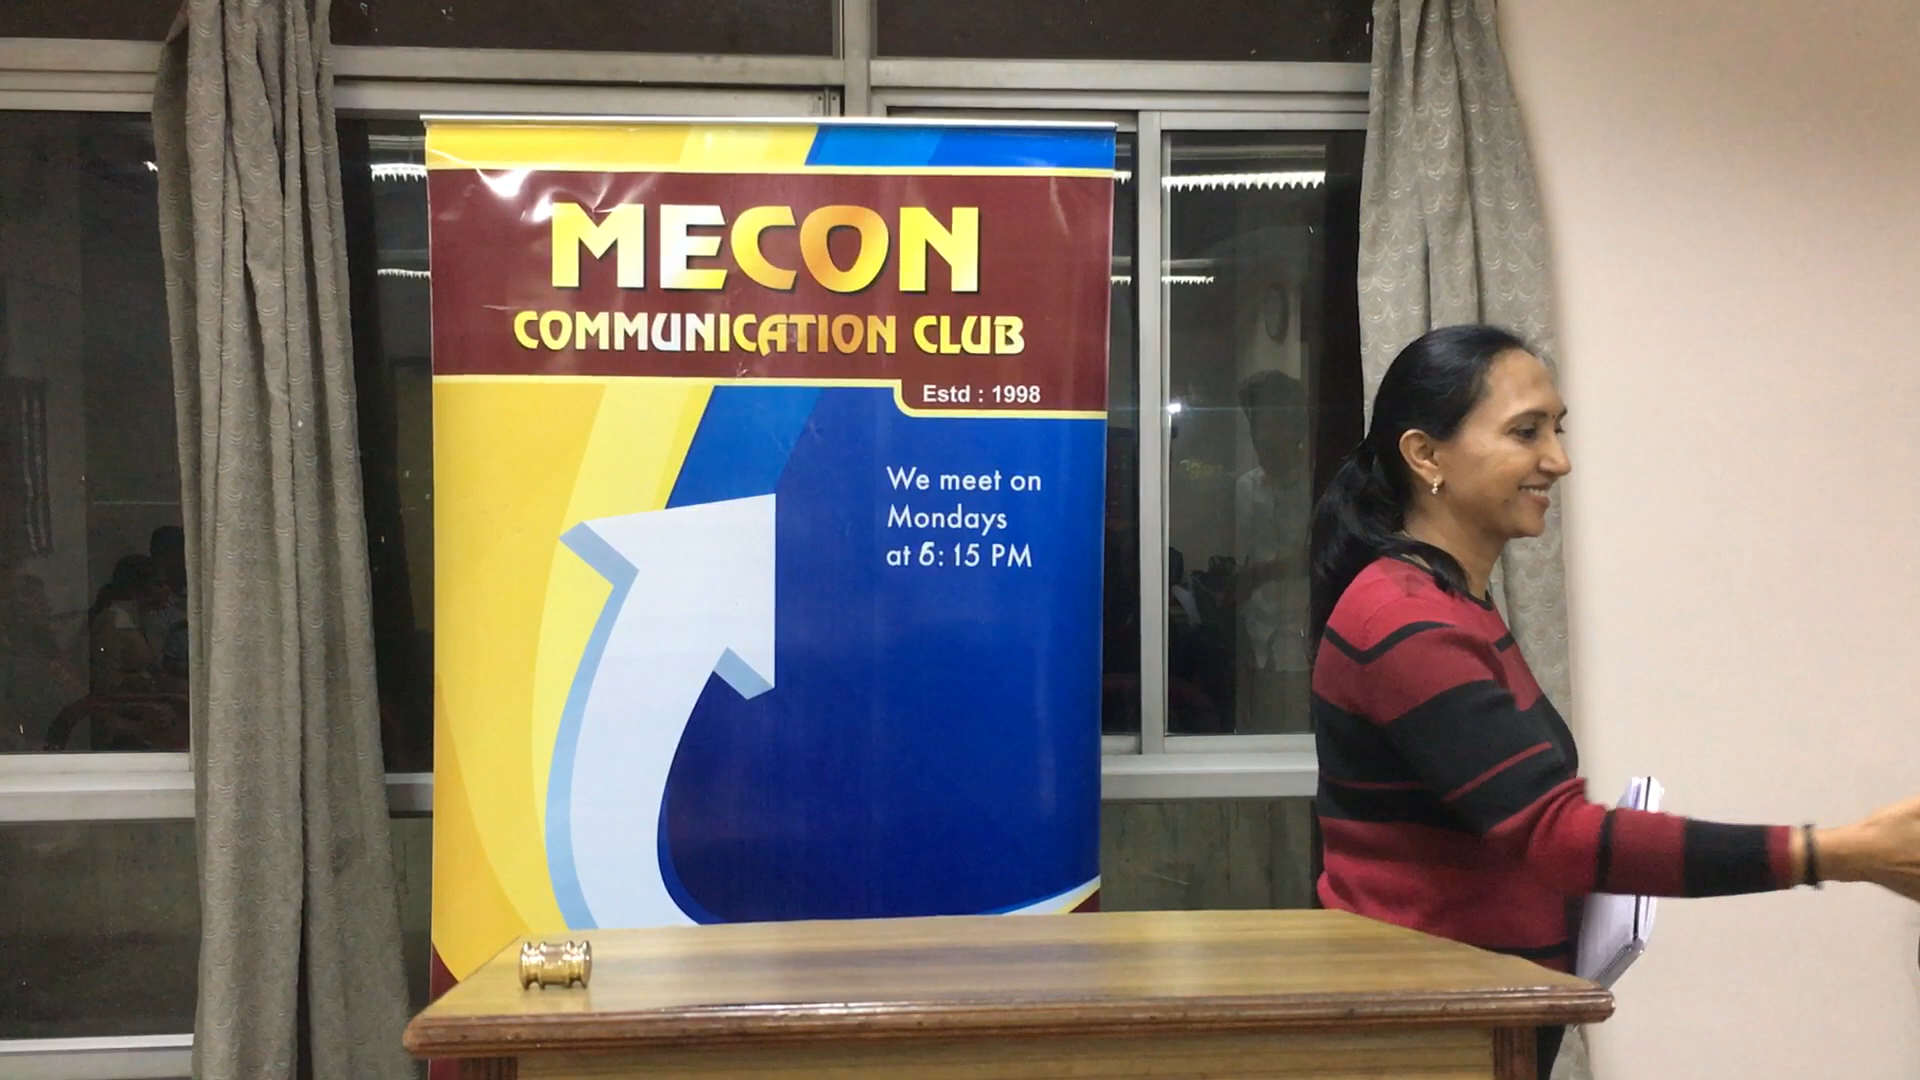 MECON
COMMUNICATION CLUB
Estd : 1998
We meet on
Mondays
at 6: 15 PM